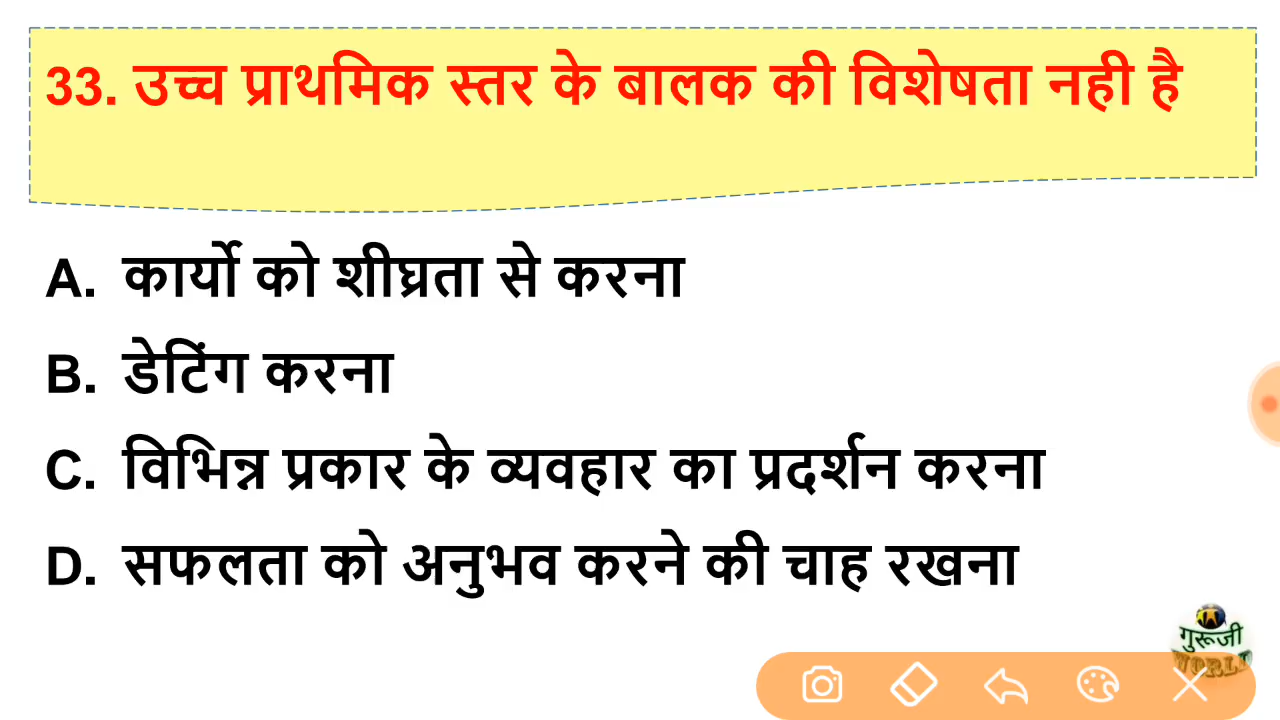 33. उच्च प्राथमिक स्तर के बालक की विशेषता नही है
A. कार्यो को शीघ्रता से करना
B. डेटिंग करना
C. विभिन्न प्रकार के व्यवहार का प्रदर्शन करना
D. सफलता को अनुभव करने की चाह रखना
गुरूजी
WORLD